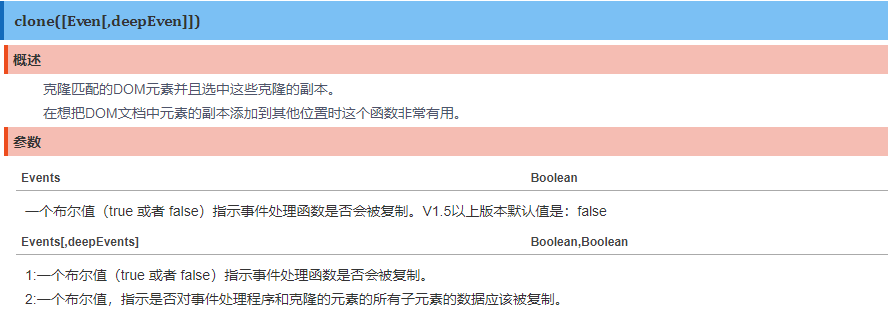 clone([Even[,deepEven]])
概述
克隆匹配的DOM元素并且选中这些克隆的副本。
在想把DOM文档中元素的副本添加到其他位置时这个函数非常有用。
参数
Events Boolean
一个布尔值（true 或者 false）指示事件处理函数是否会被复制。V1.5以上版本默认值是：false
Events[,deepEvents] Boolean,Boolean
1:一个布尔值（true 或者 false）指示事件处理函数是否会被复制。
2:一个布尔值，指示是否对事件处理程序和克隆的元素的所有子元素的数据应该被复制。